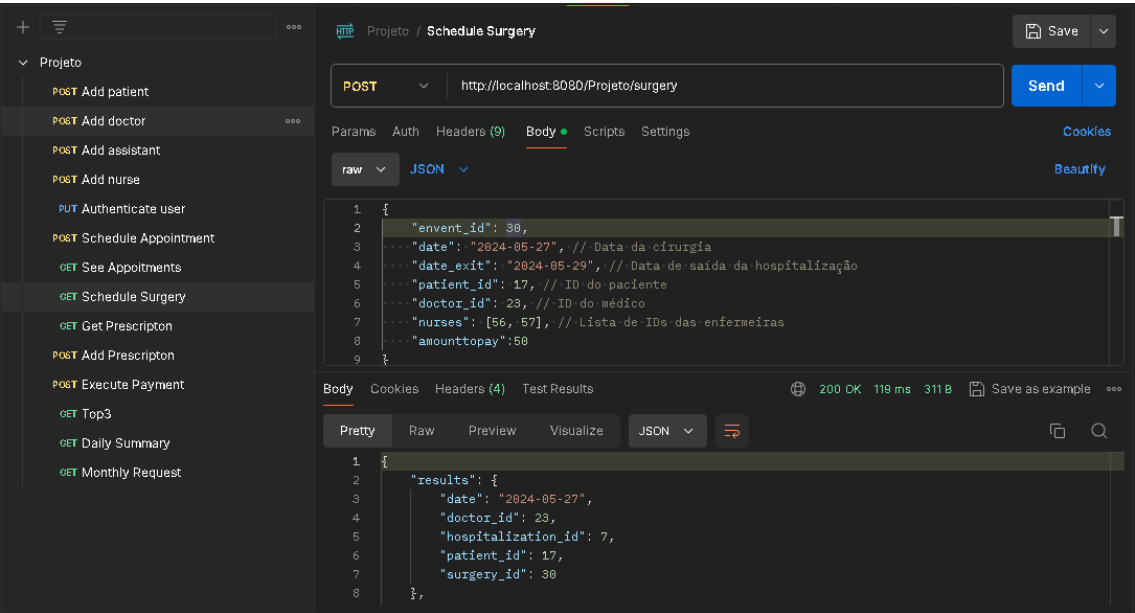 HTTP Projeto / Schedule Surgery
Save
Projeto
POST Add patient
POST Add doctor
POST Add assistant
POST Add nurse
PUT Authenticate user
POST Schedule Appointment
GET See Appoitments
GET Schedule Surgery
GET Get Prescripton
POST Add Prescripton
POST Execute Payment
GET Top3
GET Daily Summary
GET Monthly Request
POST http://localhost:8080/Projeto/surgery Send
Params Auth Headers (9) Body Scripts Settings Cookies
raw JSON Beautify
1 {
2 "envent_id": 30,
3 "date": "2024-05-27", // Data da cirurgia
4 "date_exit": "2024-05-29", // Data de saída da hospitalização
5 "patient_id": 17, // ID do paciente
6 "doctor_id": 23, // ID do médico
7 "nurses": [56, 57], // Lista de IDs das enfermeiras
8 "amounttopay":50
9 }
Body Cookies Headers (4) Test Results 200 OK 119 ms 311 B Save as example
Pretty Raw Preview Visualize JSON
1 {
2 "results": {
3 "date": "2024-05-27",
4 "doctor_id": 23,
5 "hospitalization_id": 7,
6 "patient_id": 17,
7 "surgery_id": 30
8 },